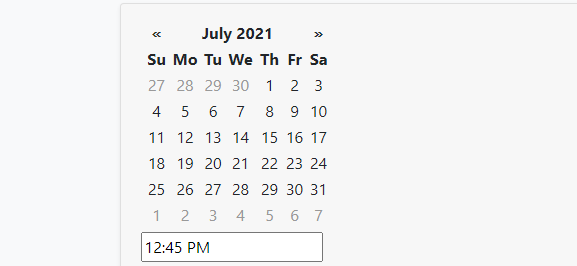 « July 2021 »
Su Mo Tu We Th Fr Sa
27 28 29 30 1 2 3
4 5 6 7 8 9 10
11 12 13 14 15 16 17
18 19 20 21 22 23 24
25 26 27 28 29 30 31
1 2 3 4 5 6 7
12:45 PM